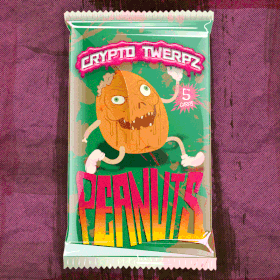 CRYPTO TWERPZ
5
CARDS
PEANUTS